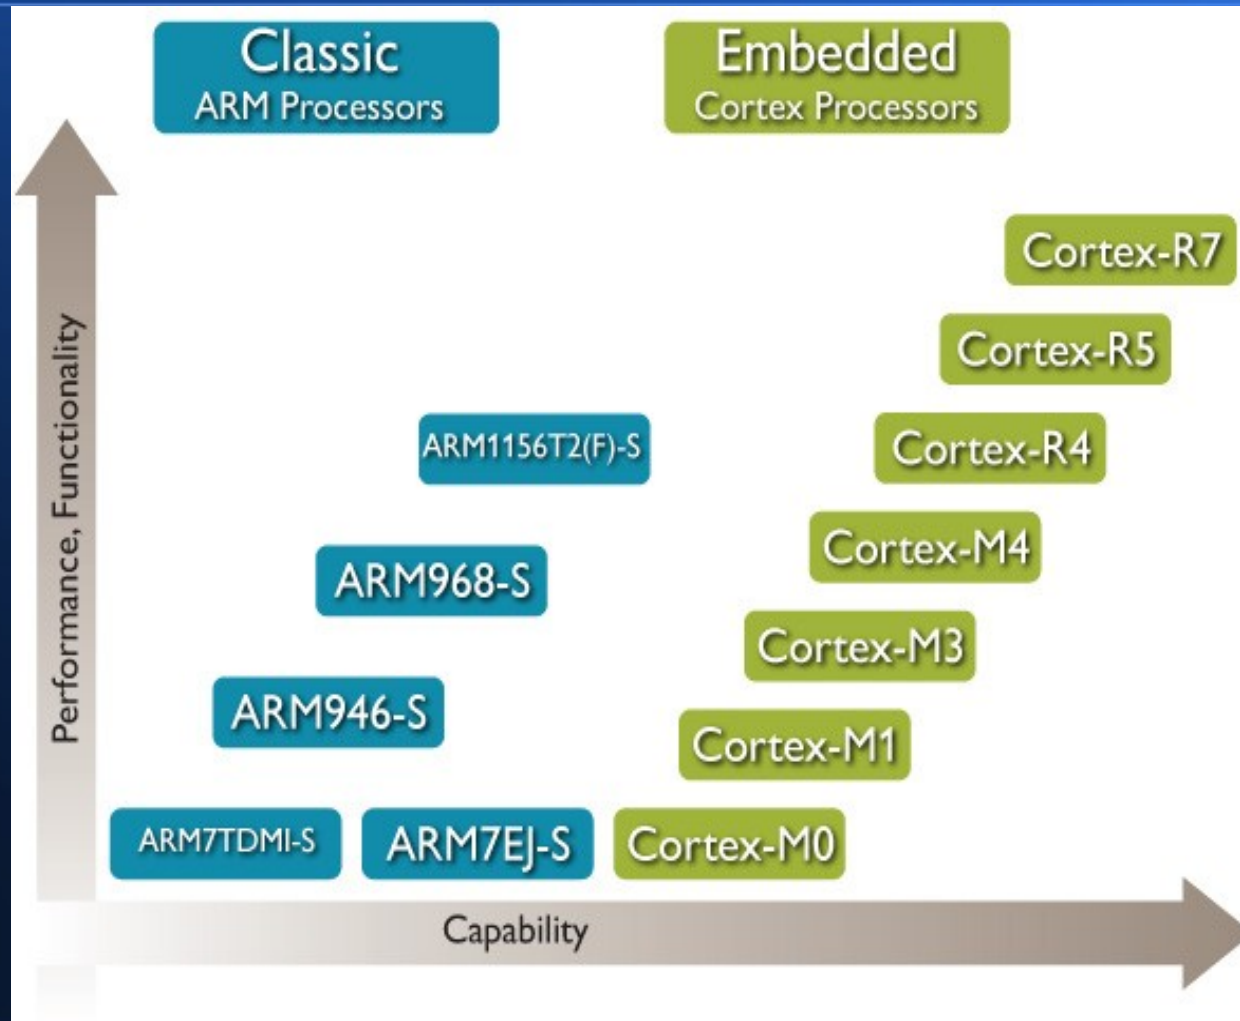 Classic
ARM Processors
Embedded
Cortex Processors
Performance, Functionality
Cortex-R7
Cortex-R5
ARM1156T2(F)-S
Cortex-R4
Cortex-M4
ARM968-S
Cortex-M3
ARM946-S
Cortex-M1
ARM7TDMI-S
ARM7EJ-S
Cortex-M0
Capability